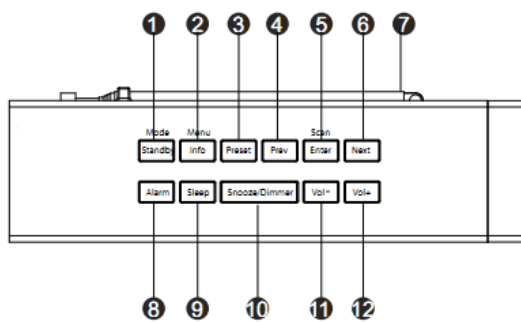 1 2 3 4 5 6 7
Mode Menu Scan
Standby Info Preset Prev Enter Next
Alarm Sleep Snooze/Dimmer Vol- Vol+
8 9 10 11 12